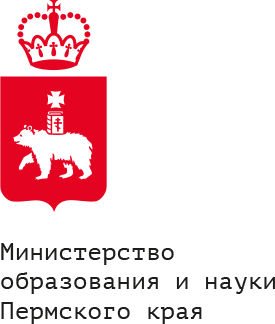 Министерство
образования и науки
Пермского края